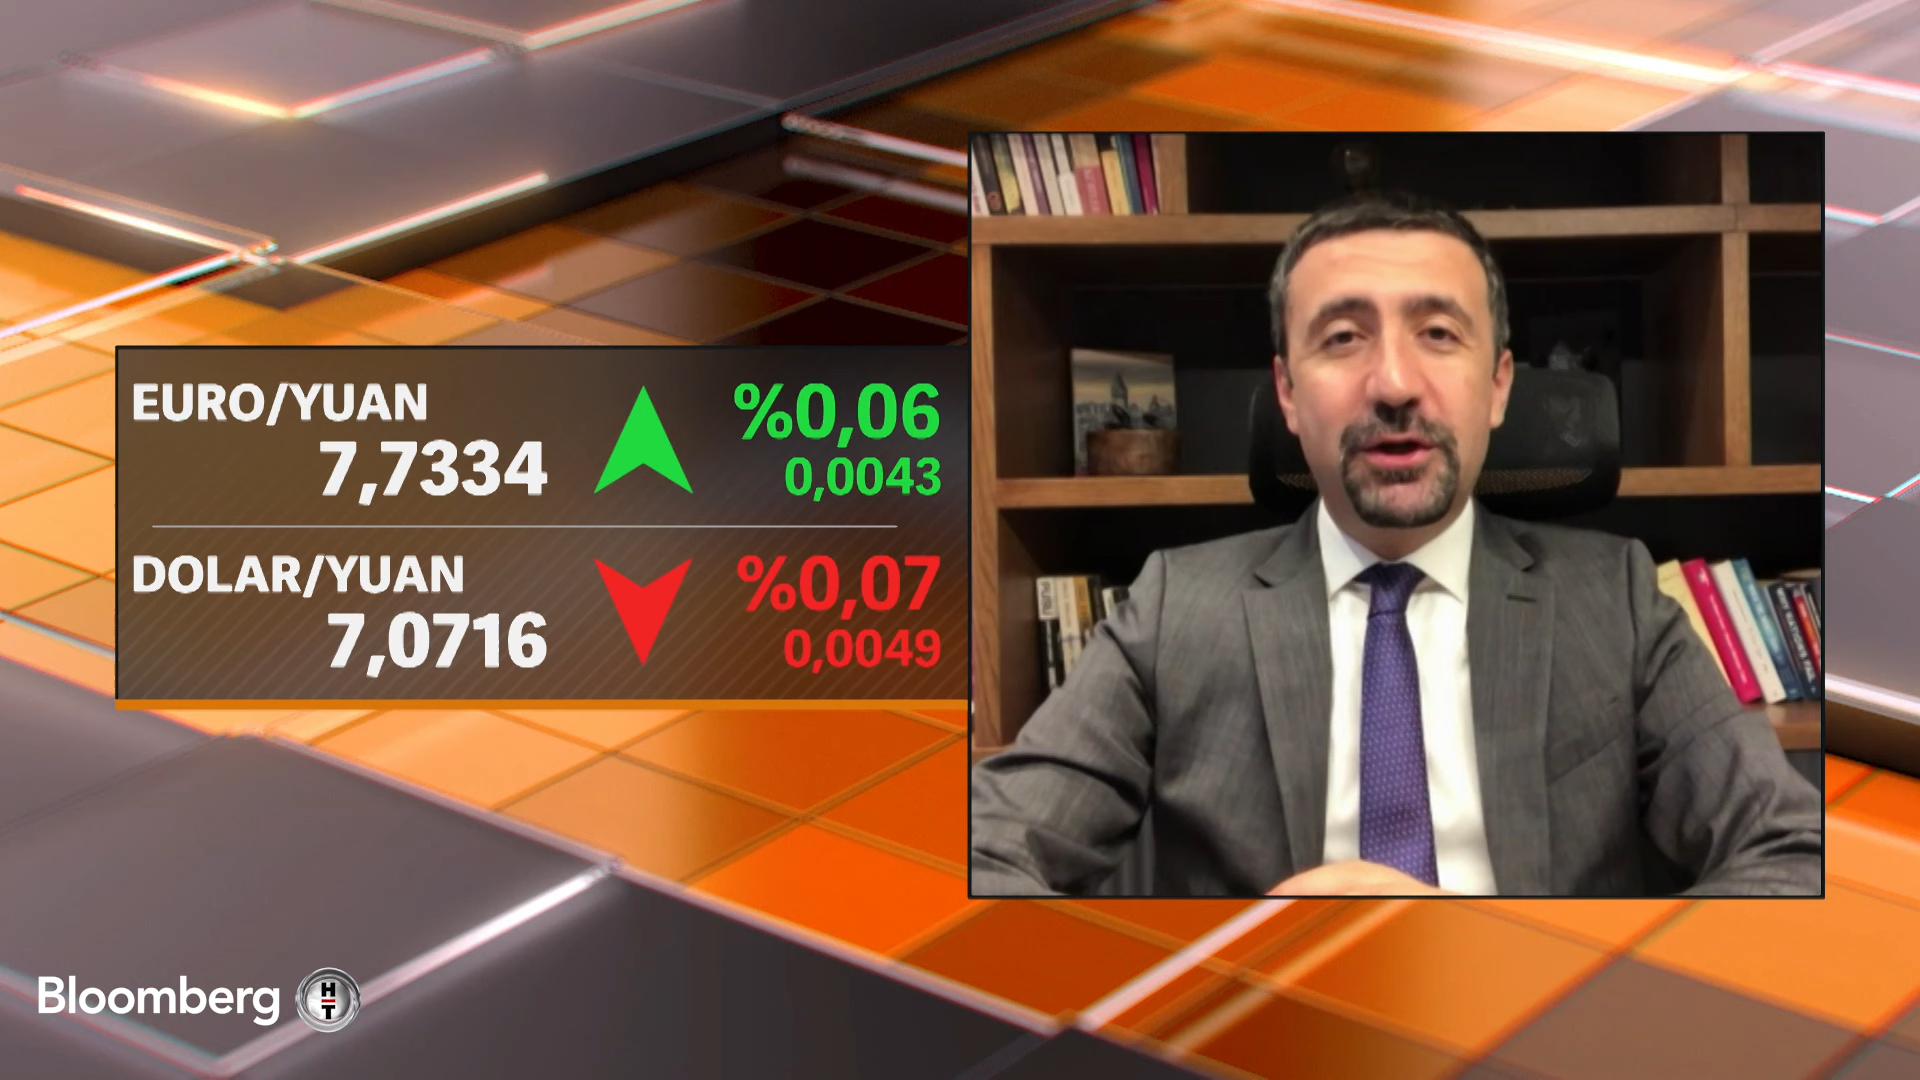 EURO/YUAN
7,7334
%0,06
0,0043
DOLAR/YUAN
7,0716
%0,07
0,0049
Bloomberg HT